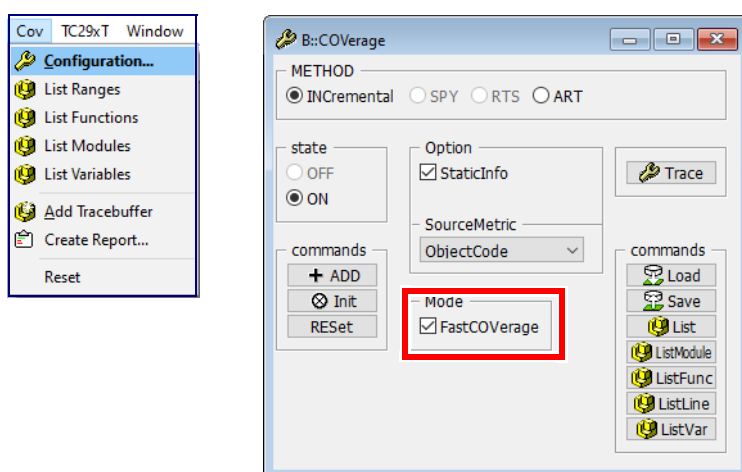 Cov TC29xT Window
Configuration...
List Ranges
List Functions
List Modules
List Variables
Add Tracebuffer
Create Report...
Reset
B::COVerage
METHOD
INCremental SPY RTS ART
state
OFF
ON
Option
StaticInfo
SourceMetric
ObjectCode
Trace
commands
ADD
Init
RESet
Mode
FastCOVerage
commands
Load
Save
List
ListModule
ListFunc
ListLine
ListVar